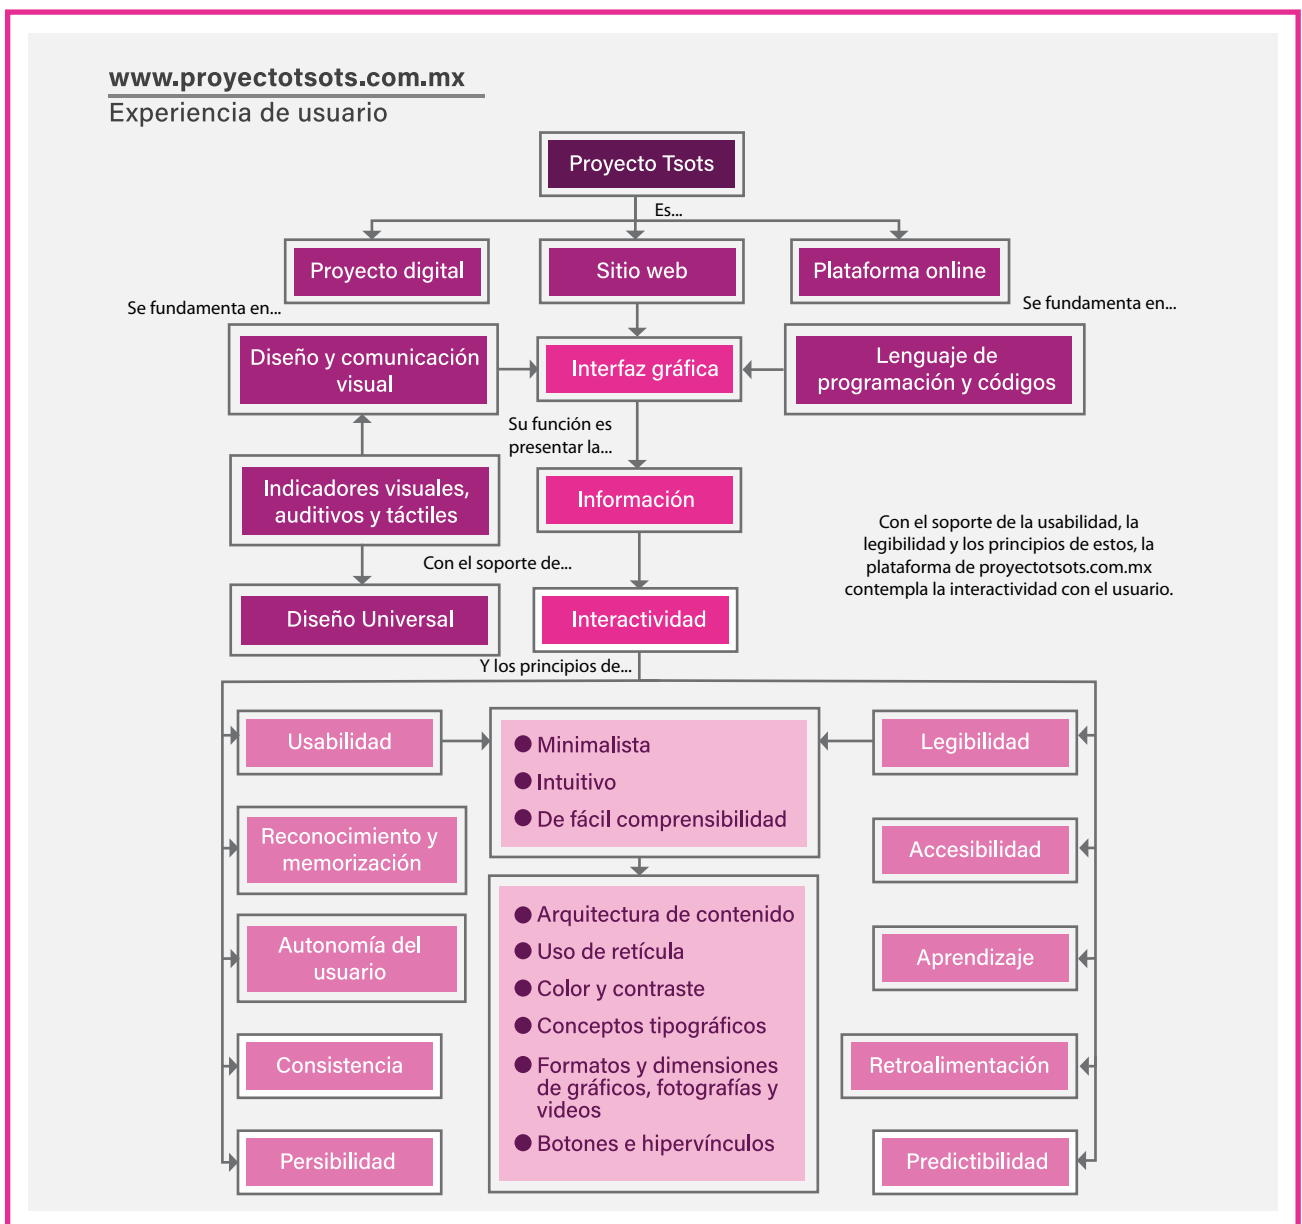 www.proyectotsots.com.mx
Experiencia de usuario
Proyecto Tsots
Es...
Proyecto digital
Sitio web
Plataforma online
Se fundamenta en...
Se fundamenta en...
Diseño y comunicación
visual
Interfaz gráfica
Lenguaje de
programación y códigos
Su función es
presentar la...
Indicadores visuales,
auditivos y táctiles
Información
Con el soporte de la usabilidad, la
legibilidad y los principios de estos, la
plataforma de proyectotsots.com.mx
contempla la interactividad con el usuario.
Con el soporte de...
Diseño Universal
Interactividad
Y los principios de...
Usabilidad
● Minimalista
● Intuitivo
● De fácil comprensibilidad
Legibilidad
Reconocimiento y
memorización
Accesibilidad
● Arquitectura de contenido
● Uso de retícula
● Color y contraste
● Conceptos tipográficos
● Formatos y dimensiones
de gráficos, fotografías y
videos
● Botones e hipervínculos
Autonomía del
usuario
Aprendizaje
Consistencia
Retroalimentación
Persibilidad
Predictibilidad